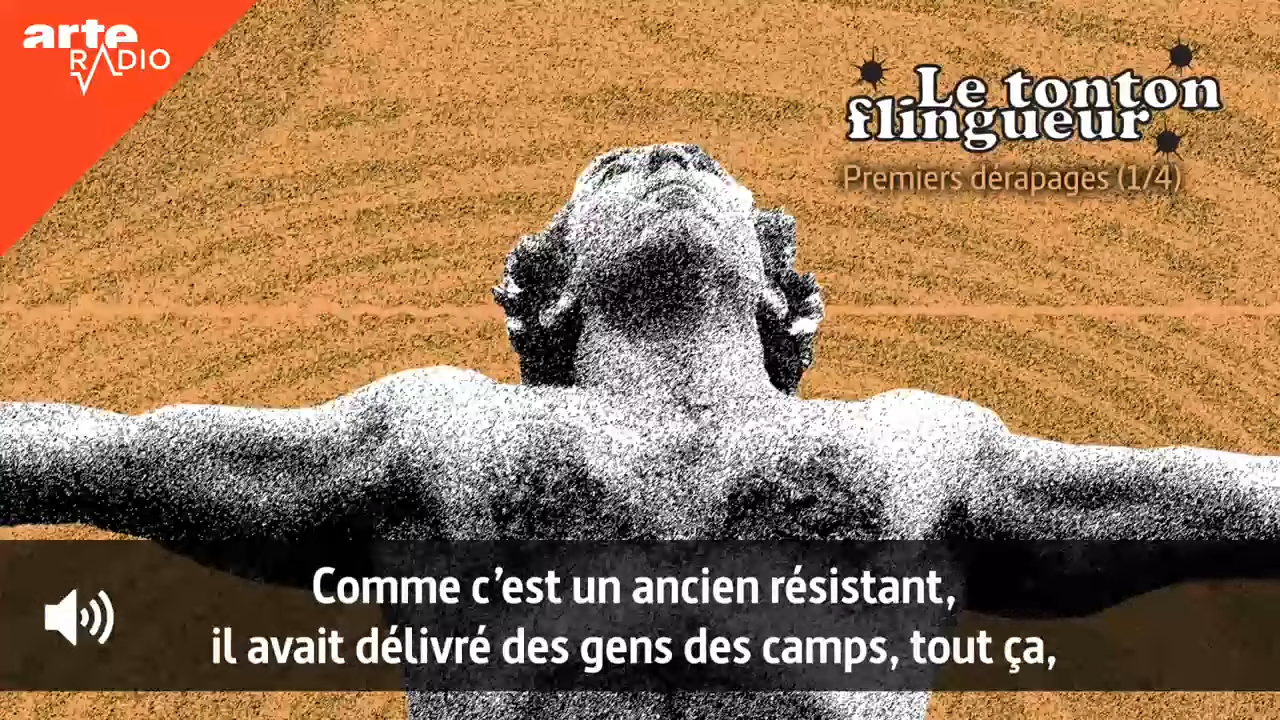 arte
RADIO
Le tonton
flingueur
Premiers dérapages (1/4)
Comme c’est un ancien résistant,
il avait délivré des gens des camps, tout ça,